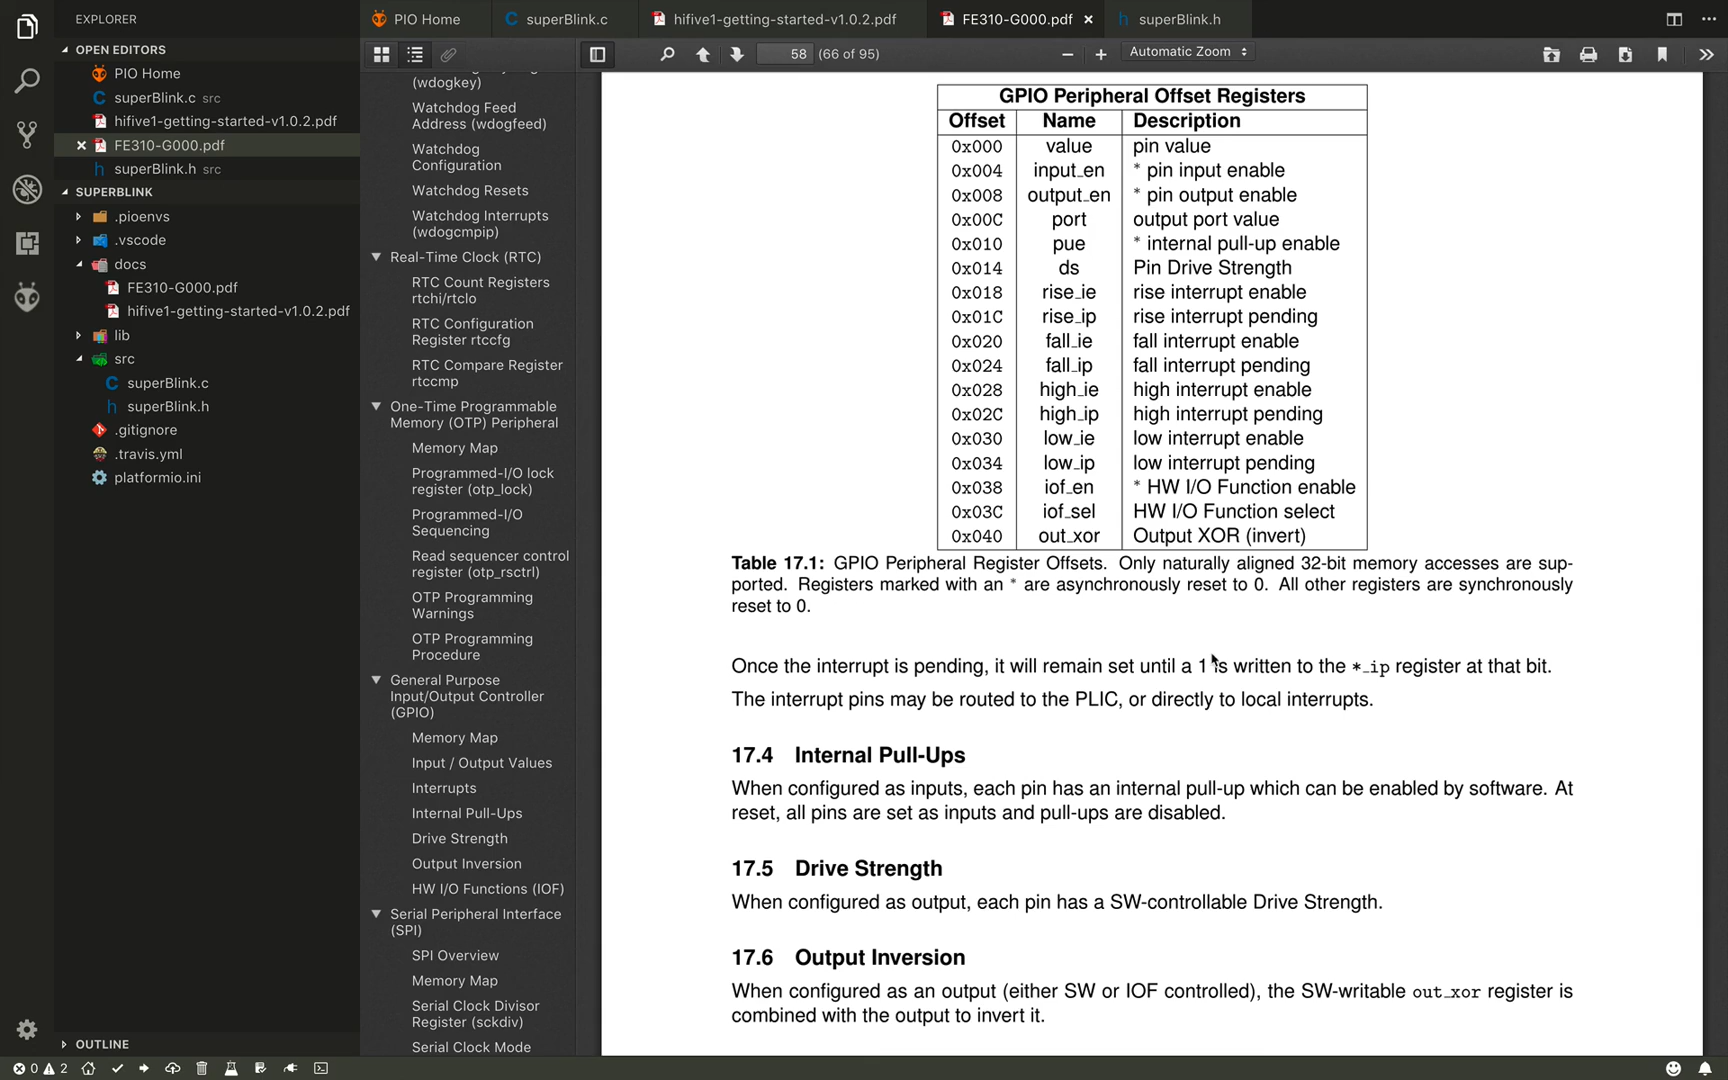 EXPLORER
OPEN EDITORS
PIO Home
superBlink.c src
hifive1-getting-started-v1.0.2.pdf
FE310-G000.pdf
superBlink.h src
SUPERBLINK
.pioenvs
.vscode
docs
FE310-G000.pdf
hifive1-getting-started-v1.0.2.pdf
lib
src
superBlink.c
superBlink.h
.gitignore
.travis.yml
platformio.ini
OUTLINE
0 2
PIO Home superBlink.c hifive1-getting-started-v1.0.2.pdf FE310-G000.pdf superBlink.h
58 (66 of 95) Automatic Zoom
(wdogkey)
Watchdog Feed
Address (wdogfeed)
Watchdog
Configuration
Watchdog Resets
Watchdog Interrupts
(wdogcmpip)
Real-Time Clock (RTC)
RTC Count Registers
rtchi/rtclo
RTC Configuration
Register rtccfg
RTC Compare Register
rtccmp
One-Time Programmable
Memory (OTP) Peripheral
Memory Map
Programmed-I/O lock
register (otp_lock)
Programmed-I/O
Sequencing
Read sequencer control
register (otp_rsctrl)
OTP Programming
Warnings
OTP Programming
Procedure
General Purpose
Input/Output Controller
(GPIO)
Memory Map
Input / Output Values
Interrupts
Internal Pull-Ups
Drive Strength
Output Inversion
HW I/O Functions (IOF)
Serial Peripheral Interface
(SPI)
SPI Overview
Memory Map
Serial Clock Divisor
Register (sckdiv)
Serial Clock Mode
GPIO Peripheral Offset Registers
Offset Name Description
0x000 value pin value
0x004 input_en * pin input enable
0x008 output_en * pin output enable
0x00C port output port value
0x010 pue * internal pull-up enable
0x014 ds Pin Drive Strength
0x018 rise_ie rise interrupt enable
0x01C rise_ip rise interrupt pending
0x020 fall_ie fall interrupt enable
0x024 fall_ip fall interrupt pending
0x028 high_ie high interrupt enable
0x02C high_ip high interrupt pending
0x030 low_ie low interrupt enable
0x034 low_ip low interrupt pending
0x038 iof_en * HW I/O Function enable
0x03C iof_sel HW I/O Function select
0x040 out_xor Output XOR (invert)
Table 17.1: GPIO Peripheral Register Offsets. Only naturally aligned 32-bit memory accesses are sup-
ported. Registers marked with an * are asynchronously reset to 0. All other registers are synchronously
reset to 0.
Once the interrupt is pending, it will remain set until a 1 is written to the *_ip register at that bit.
The interrupt pins may be routed to the PLIC, or directly to local interrupts.
17.4 Internal Pull-Ups
When configured as inputs, each pin has an internal pull-up which can be enabled by software. At
reset, all pins are set as inputs and pull-ups are disabled.
17.5 Drive Strength
When configured as output, each pin has a SW-controllable Drive Strength.
17.6 Output Inversion
When configured as an output (either SW or IOF controlled), the SW-writable out_xor register is
combined with the output to invert it.